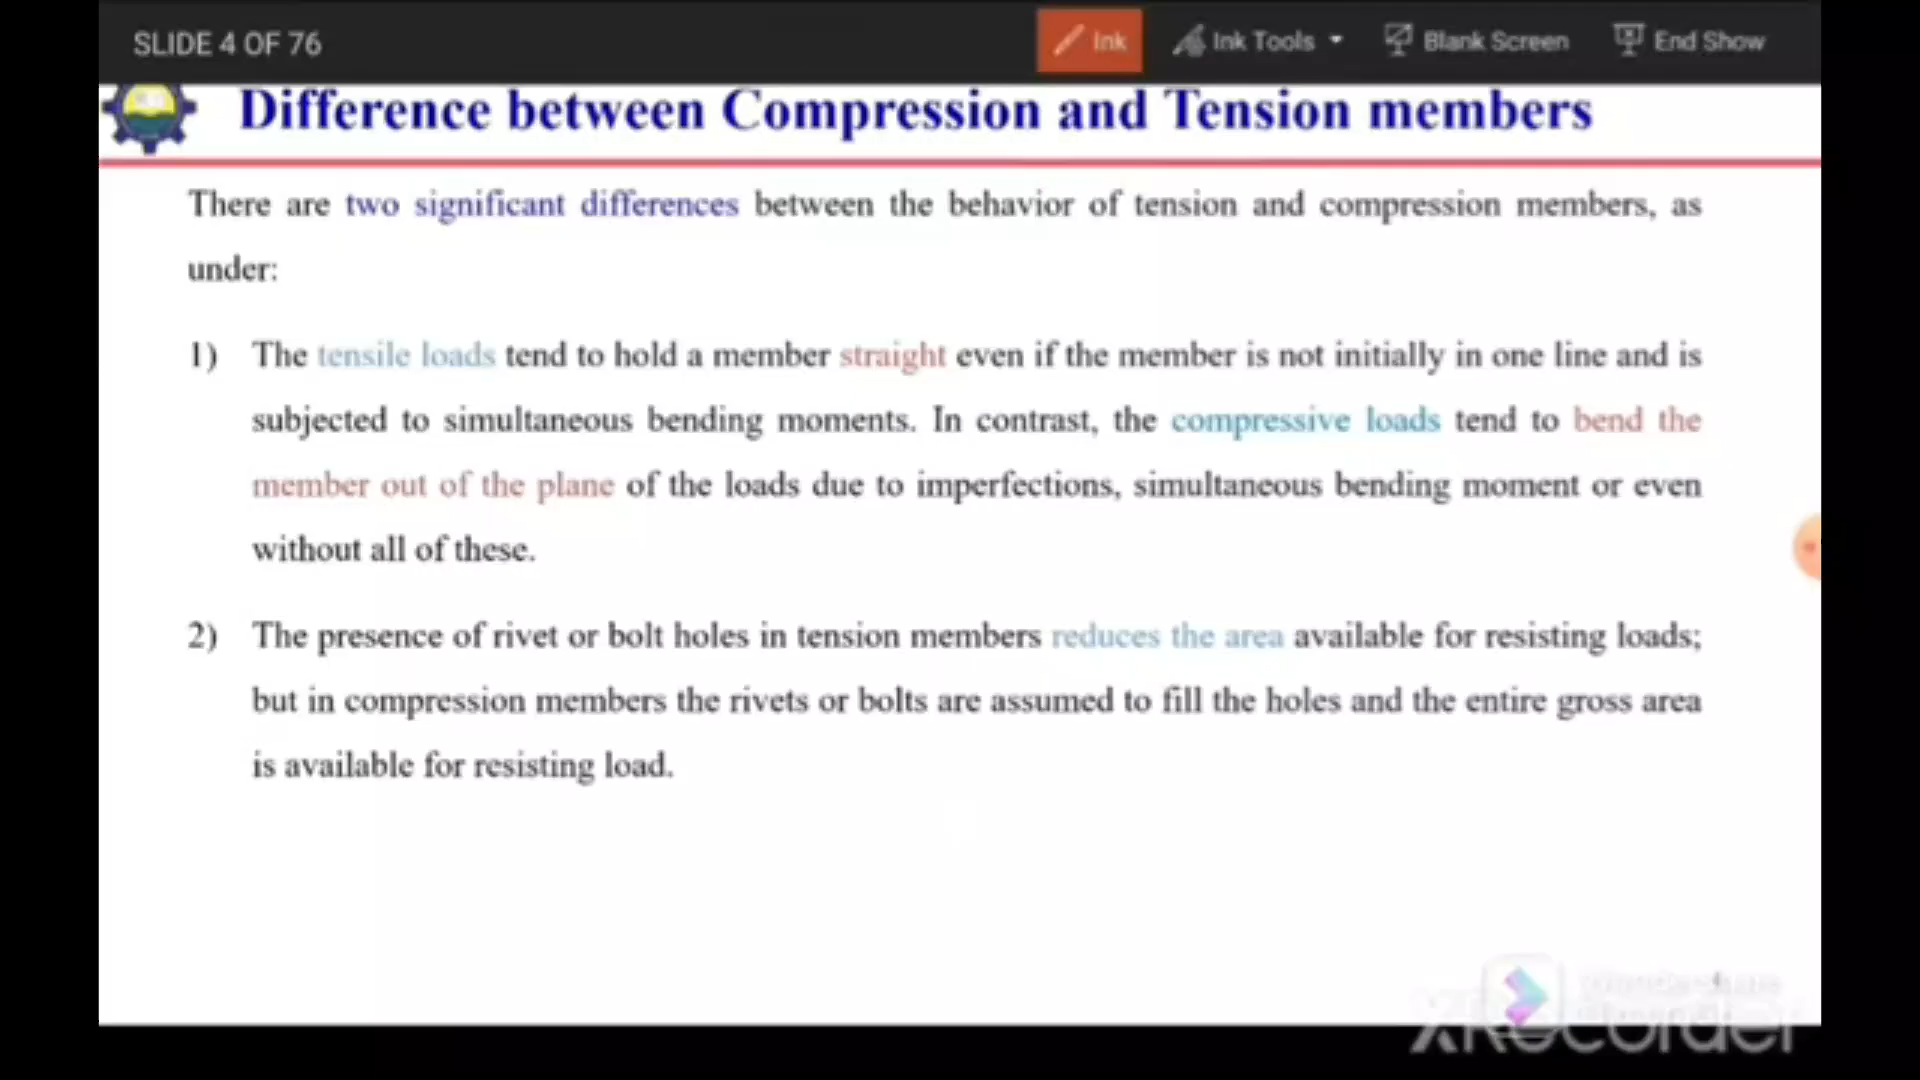 SLIDE 4 OF 76
Ink
Ink Tools
Blank Screen
End Show
Difference between Compression and Tension members
There are two significant differences between the behavior of tension and compression members, as
under:
1) The tensile loads tend to hold a member straight even if the member is not initially in one line and is
subjected to simultaneous bending moments. In contrast, the compressive loads tend to bend the
member out of the plane of the loads due to imperfections, simultaneous bending moment or even
without all of these.
2) The presence of rivet or bolt holes in tension members reduces the area available for resisting loads;
but in compression members the rivets or bolts are assumed to fill the holes and the entire gross area
is available for resisting load.
XRecorder